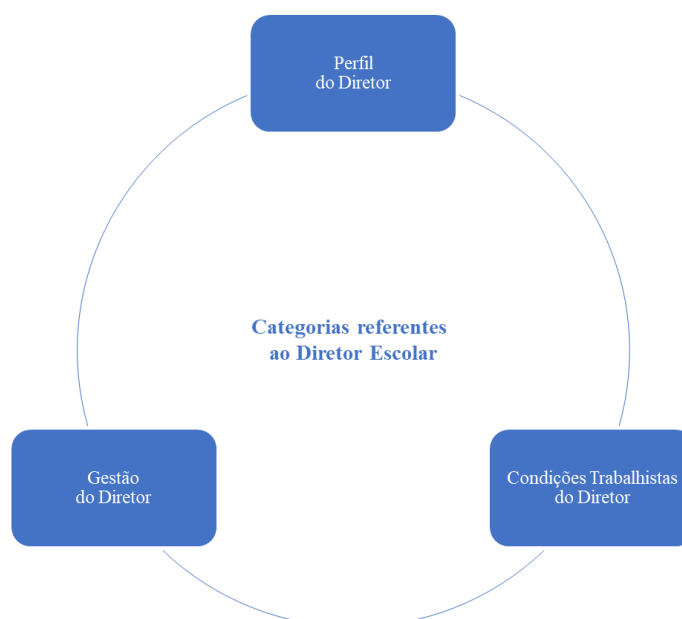 Perfil
do Diretor
Categorias referentes
ao Diretor Escolar
Gestão
do Diretor
Condições Trabalhistas
do Diretor